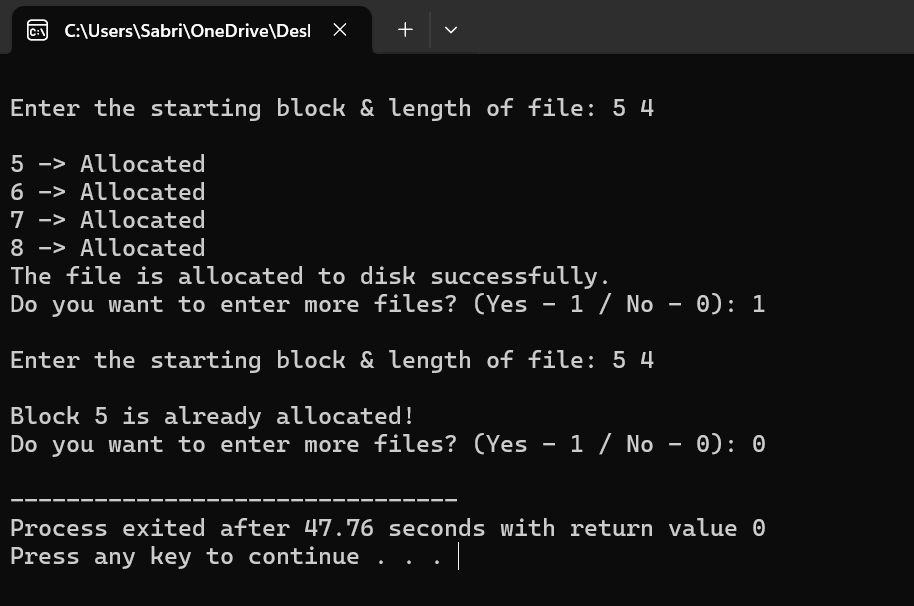 C:\Users\Sabri\OneDrive\Desl
Enter the starting block & length of file: 5 4
5 -> Allocated
6 -> Allocated
7 -> Allocated
8 -> Allocated
The file is allocated to disk successfully.
Do you want to enter more files? (Yes - 1 / No - 0): 1
Enter the starting block & length of file: 5 4
Block 5 is already allocated!
Do you want to enter more files? (Yes - 1 / No - 0): 0
--------------------------------
Process exited after 47.76 seconds with return value 0
Press any key to continue . . .